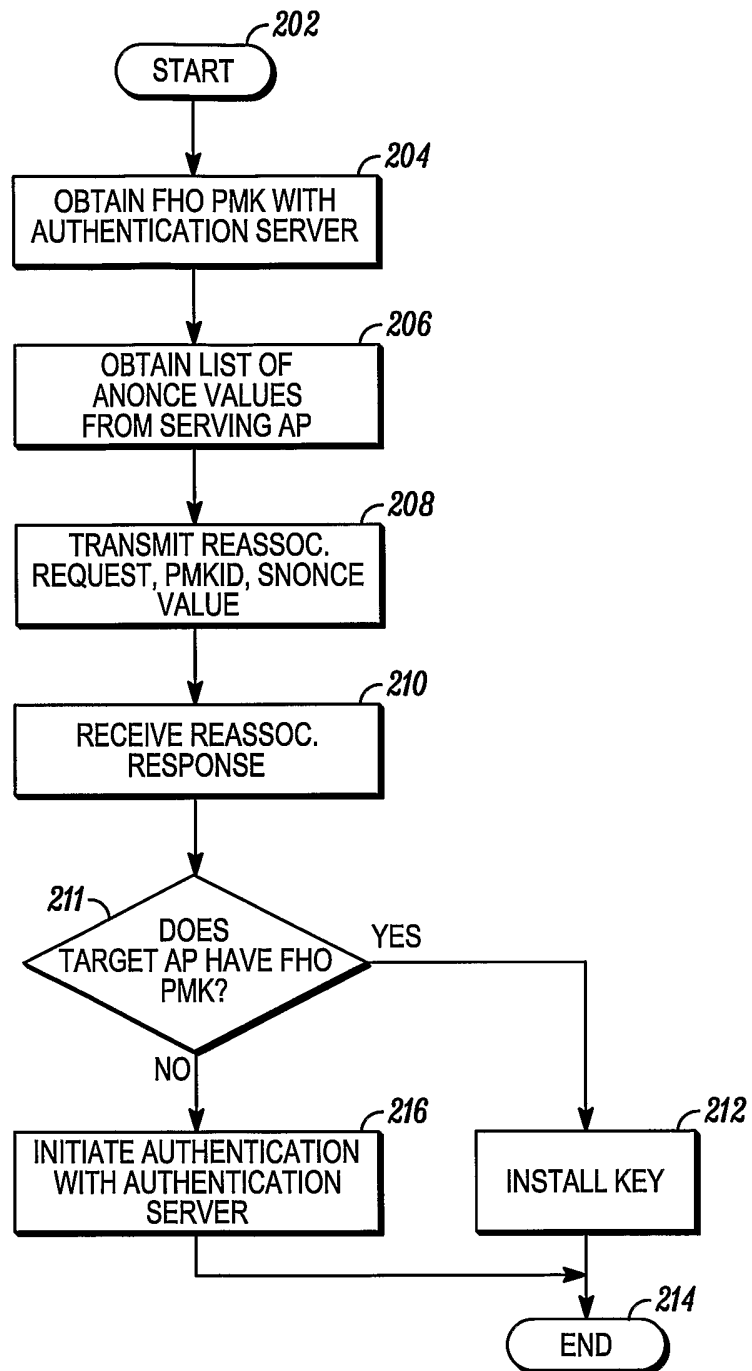 202
START
204
OBTAIN FHO PMK WITH
AUTHENTICATION SERVER
206
OBTAIN LIST OF
ANONCE VALUES
FROM SERVING AP
208
TRANSMIT REASSOC.
REQUEST, PMKID, SNONCE
VALUE
210
RECEIVE REASSOC.
RESPONSE
211
DOES
TARGET AP HAVE FHO
PMK?
YES
NO
216
INITIATE AUTHENTICATION
WITH AUTHENTICATION
SERVER
212
INSTALL KEY
214
END